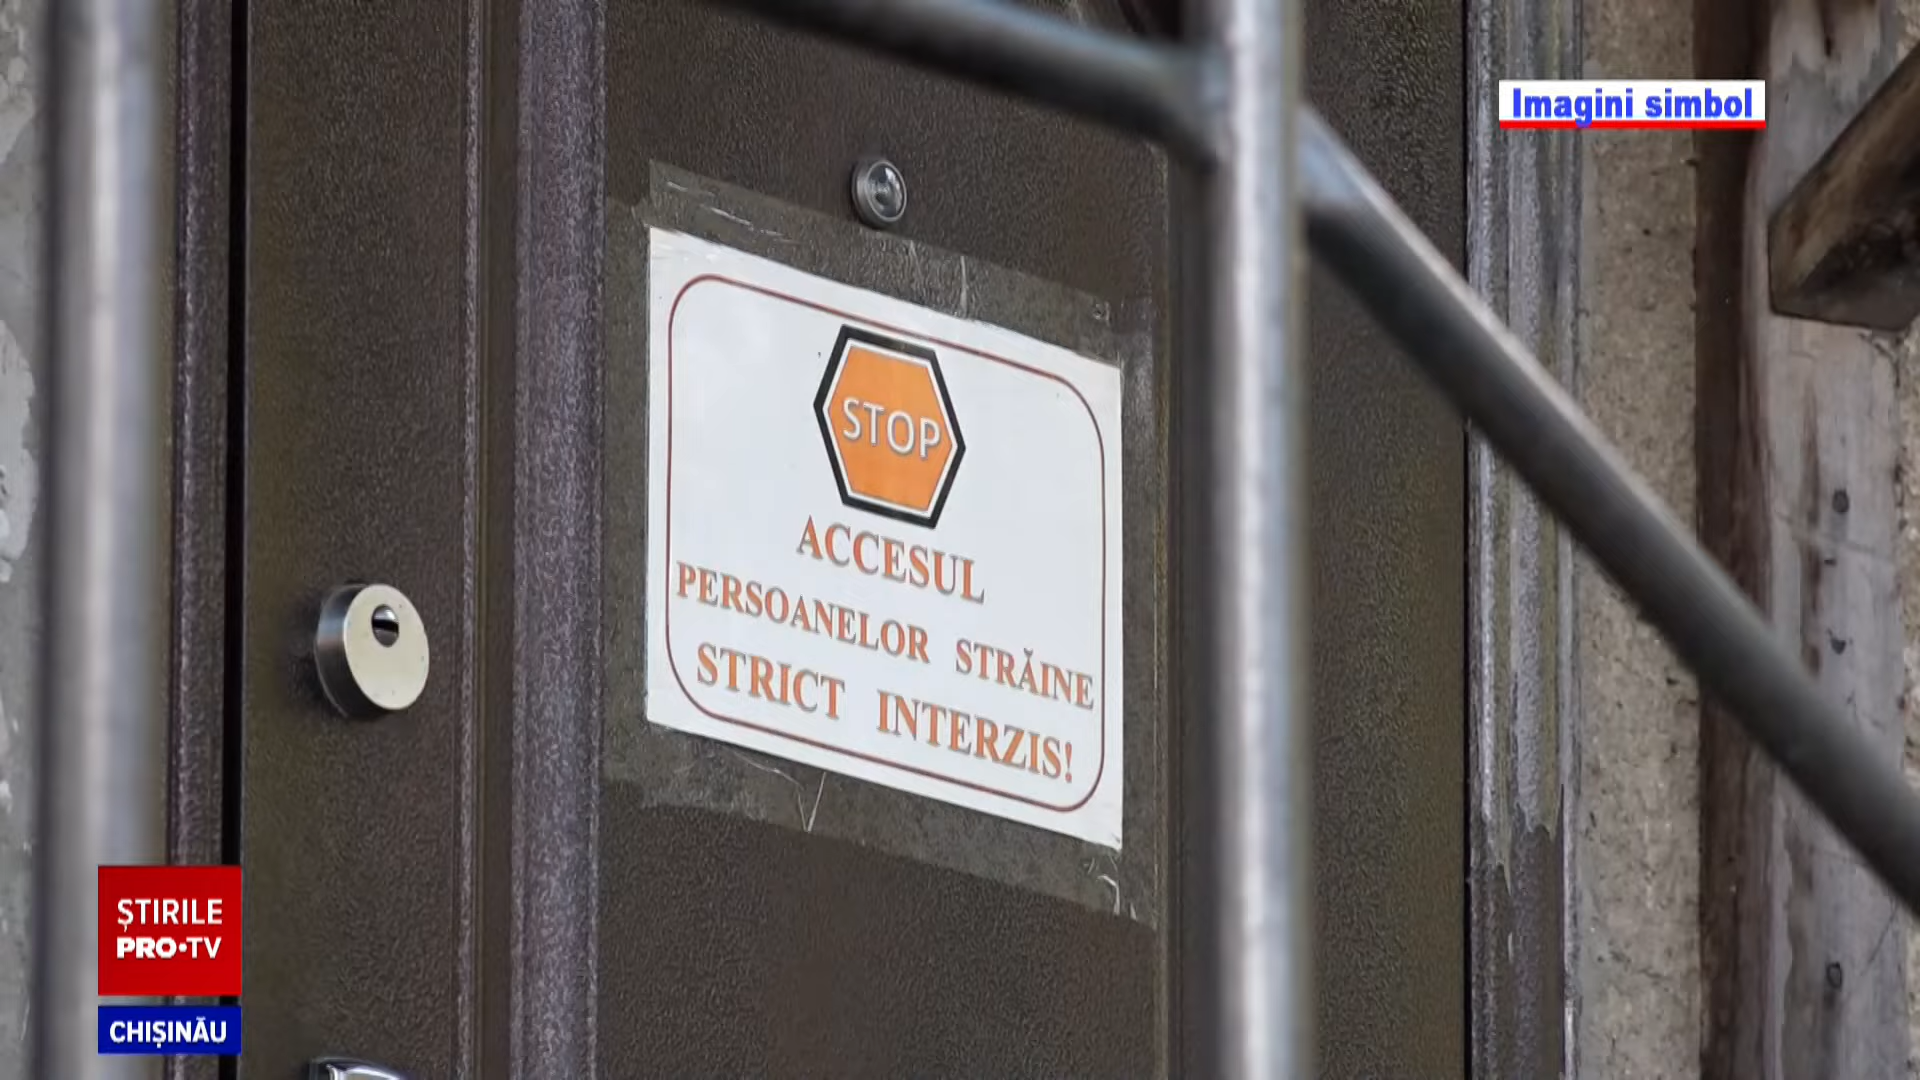 Imagini simbol
STOP
ACCESUL
PERSOANELOR STRĂINE
STRICT INTERZIS!
ȘTIRILE
PRO•TV
CHIȘINĂU